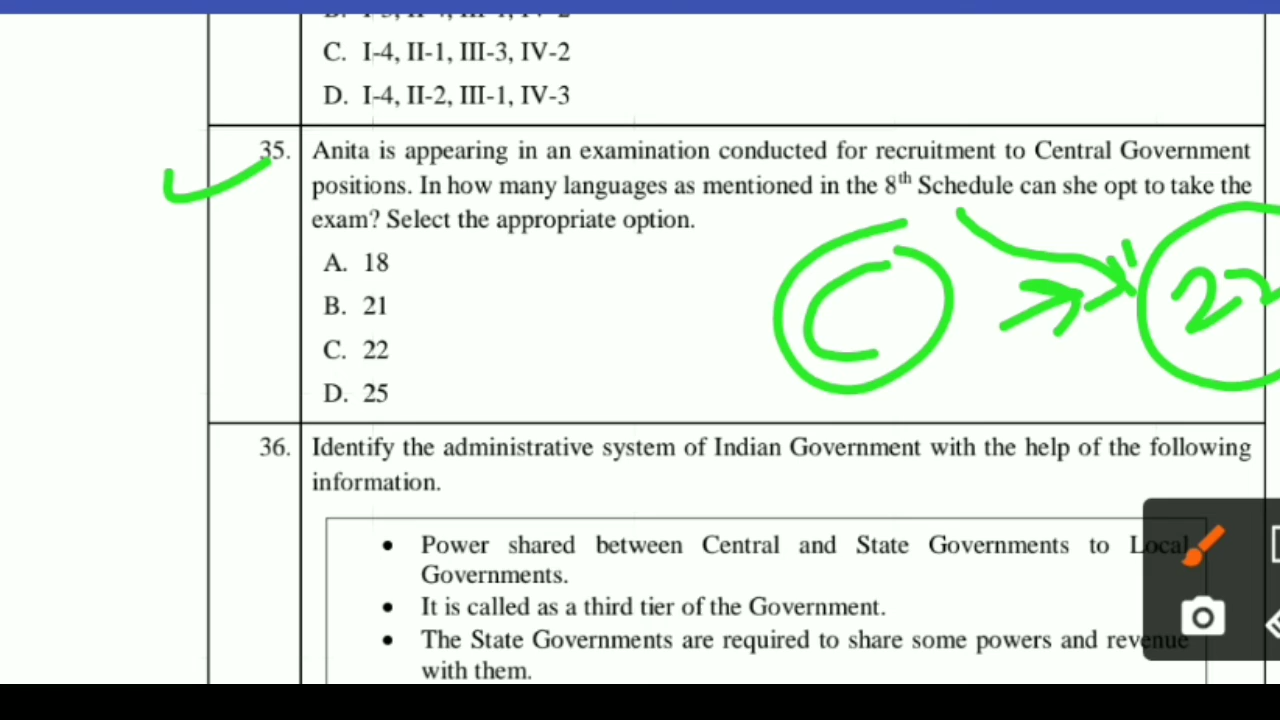 C. I-4, II-1, III-3, IV-2
D. I-4, II-2, III-1, IV-3
35. Anita is appearing in an examination conducted for recruitment to Central Government
positions. In how many languages as mentioned in the 8th Schedule can she opt to take the
exam? Select the appropriate option.
A. 18
B. 21
C. 22
D. 25
C
22
36. Identify the administrative system of Indian Government with the help of the following
information.
• Power shared between Central and State Governments to Local
Governments.
• It is called as a third tier of the Government.
• The State Governments are required to share some powers and revenue
with them.